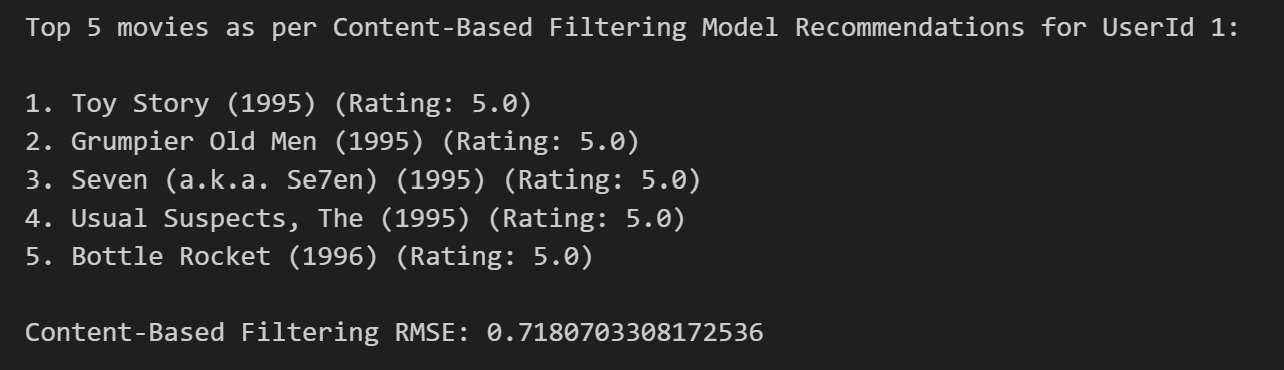 Top 5 movies as per Content-Based Filtering Model Recommendations for UserId 1:
1. Toy Story (1995) (Rating: 5.0)
2. Grumpier Old Men (1995) (Rating: 5.0)
3. Seven (a.k.a. Se7en) (1995) (Rating: 5.0)
4. Usual Suspects, The (1995) (Rating: 5.0)
5. Bottle Rocket (1996) (Rating: 5.0)
Content-Based Filtering RMSE: 0.7180703308172536